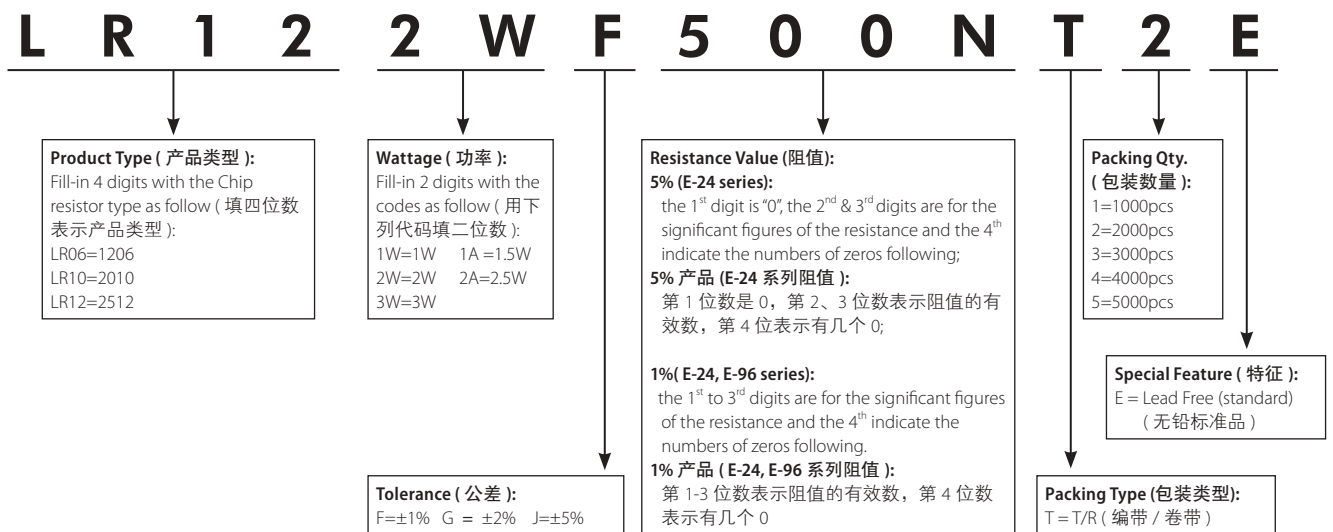 L R 1 2 2 W F 5 0 0 N T 2 E
Product Type ( 产品类型 ):
Fill-in 4 digits with the Chip
resistor type as follow ( 填四位数
表示产品类型 ):
LR06=1206
LR10=2010
LR12=2512
Wattage ( 功率 ):
Fill-in 2 digits with the
codes as follow ( 用下
列代码填二位数 ):
1W=1W 1A =1.5W
2W=2W 2A=2.5W
3W=3W
Tolerance ( 公差 ):
F=±1% G = ±2% J=±5%
Resistance Value (阻值):
5% (E-24 series):
the 1st digit is "0", the 2nd & 3rd digits are for the
significant figures of the resistance and the 4th
indicate the numbers of zeros following;
5% 产品 (E-24 系列阻值 ):
第 1 位数是 0，第 2、3 位数表示阻值的有
效数，第 4 位表示有几个 0;
1%( E-24, E-96 series):
the 1st to 3rd digits are for the significant figures
of the resistance and the 4th indicate the
numbers of zeros following.
1% 产品 ( E-24, E-96 系列阻值 ):
第 1-3 位数表示阻值的有效数，第 4 位数
表示有几个 0
Packing Qty.
( 包装数量 ):
1=1000pcs
2=2000pcs
3=3000pcs
4=4000pcs
5=5000pcs
Special Feature ( 特征 ):
E = Lead Free (standard)
( 无铅标准品 )
Packing Type (包装类型):
T = T/R ( 编带 / 卷带 )